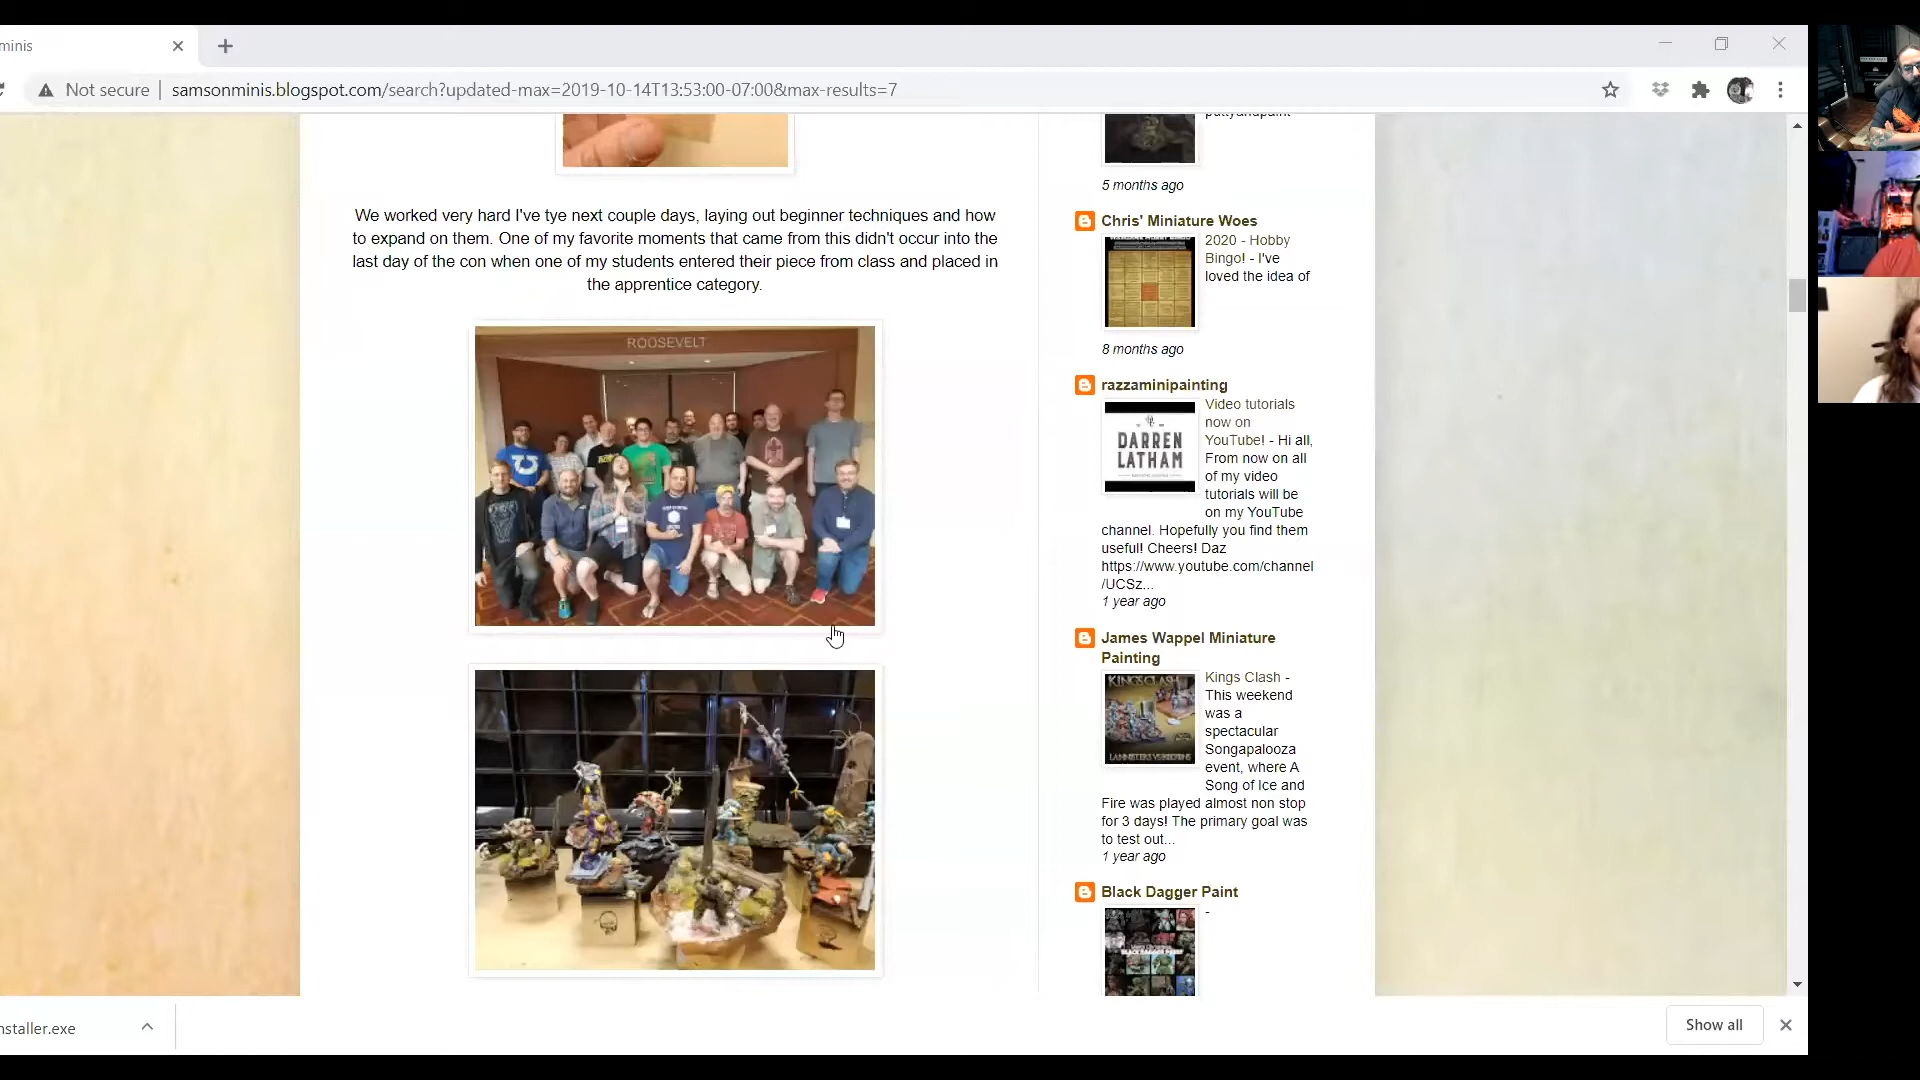 minis
Not secure
samsonminis.blogspot.com/search?updated-max=2019-10-14T13:53:00-07:00&max-results=7
We worked very hard I've tye next couple days, laying out beginner techniques and how
to expand on them. One of my favorite moments that came from this didn't occur into the
last day of the con when one of my students entered their piece from class and placed in
the apprentice category.
ROOSEVELT
puttyandpaint
5 months ago
Chris' Miniature Woes
2020 - Hobby
Bingo! - I've
loved the idea of
8 months ago
razzaminipainting
DARREN
LATHAM
Video tutorials
now on
YouTube! - Hi all,
From now on all
of my video
tutorials will be
on my YouTube
channel. Hopefully you find them
useful! Cheers! Daz
https://www.youtube.com/channel
/UCSz...
1 year ago
James Wappel Miniature
Painting
KINGS CLASH
Kings Clash -
This weekend
was a
spectacular
Songapalooza
event, where A
Song of Ice and
Fire was played almost non stop
for 3 days! The primary goal was
to test out...
1 year ago
Black Dagger Paint
-
BLACK DAGGER PAINT
nstaller.exe
Show all